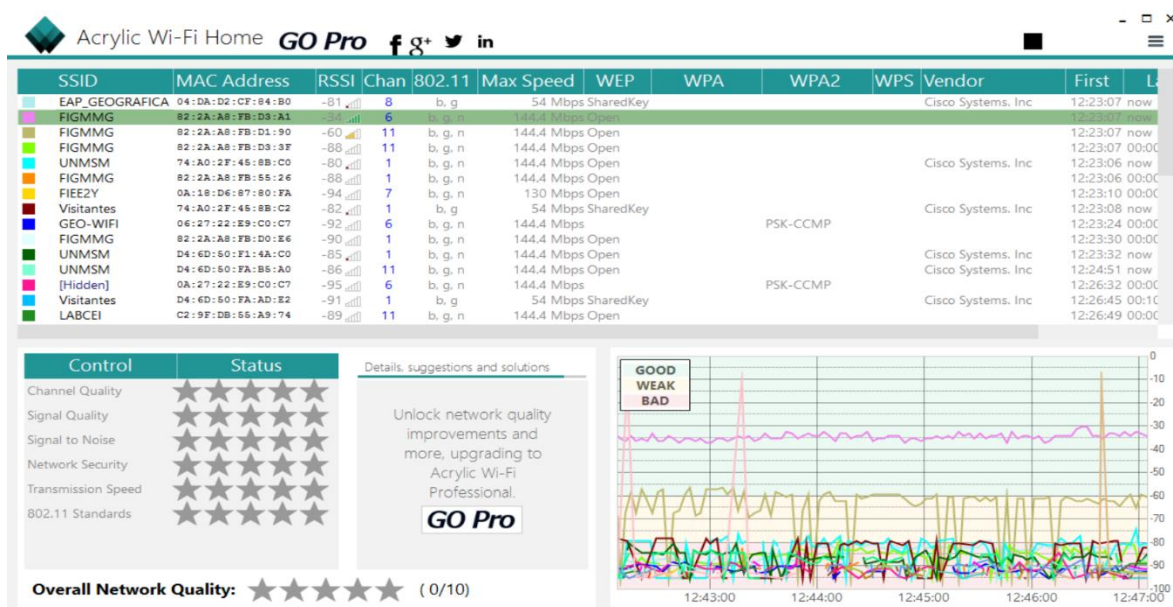 Acrylic Wi-Fi Home GO Pro f g+ in
SSID MAC Address RSSI Chan 802.11 Max Speed WEP WPA WPA2 WPS Vendor First
EAP_GEOGRAFICA 04:DA:D2:CF:84:B0 -81 8 b, g 54 Mbps SharedKey Cisco Systems. Inc 12:23:07 now
FIGMMG 82:2A:A8:FB:D3:A1 -34 6 b, g, n 144.4 Mbps Open 12:23:07 now
FIGMMG 82:2A:A8:FB:D1:90 -60 11 b, g, n 144.4 Mbps Open 12:23:07 now
FIGMMG 82:2A:A8:FB:D3:3F -88 11 b, g, n 144.4 Mbps Open 12:23:07 00:00
UNMSM 74:A0:2F:45:8B:C0 -80 1 b, g, n 144.4 Mbps Open Cisco Systems. Inc 12:23:06 now
FIGMMG 82:2A:A8:FB:55:26 -88 1 b, g, n 144.4 Mbps Open 12:23:06 00:00
FIEE2Y 0A:18:D6:87:80:FA -94 7 b, g, n 130 Mbps Open 12:23:10 00:00
Visitantes 74:A0:2F:45:8B:C2 -82 1 b, g 54 Mbps SharedKey Cisco Systems. Inc 12:23:08 now
GEO-WIFI 06:27:22:E9:C0:C7 -92 6 b, g, n 144.4 Mbps PSK-CCMP 12:23:24 00:00
FIGMMG 82:2A:A8:FB:D0:E6 -90 1 b, g, n 144.4 Mbps Open 12:23:30 00:00
UNMSM D4:6D:50:F1:4A:C0 -85 1 b, g, n 144.4 Mbps Open Cisco Systems. Inc 12:23:32 now
UNMSM D4:6D:50:FA:B5:A0 -86 11 b, g, n 144.4 Mbps Open Cisco Systems. Inc 12:24:51 now
[Hidden] 0A:27:22:E9:C0:C7 -95 6 b, g, n 144.4 Mbps PSK-CCMP 12:26:32 00:00
Visitantes D4:6D:50:FA:AD:E2 -91 1 b, g 54 Mbps SharedKey Cisco Systems. Inc 12:26:45 00:10
LABCEI C2:9F:DB:55:A9:74 -89 11 b, g, n 144.4 Mbps Open 12:26:49 00:00
Control Status
Channel Quality
Signal Quality
Signal to Noise
Network Security
Transmission Speed
802.11 Standards
Overall Network Quality: ( 0/10)
Details, suggestions and solutions
Unlock network quality
improvements and
more, upgrading to
Acrylic Wi-Fi
Professional.
GO Pro
GOOD
WEAK
BAD
0
-10
-20
-30
-40
-50
-60
-70
-80
-90
-100
12:43:00 12:44:00 12:45:00 12:46:00 12:47:00